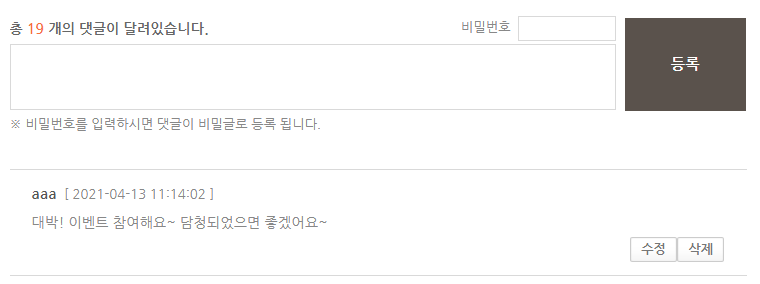 총 19 개의 댓글이 달려있습니다.
비밀번호
등록
※ 비밀번호를 입력하시면 댓글이 비밀글로 등록 됩니다.
aaa [ 2021-04-13 11:14:02 ]
대박! 이벤트 참여해요~ 담청되었으면 좋겠어요~
수정 삭제